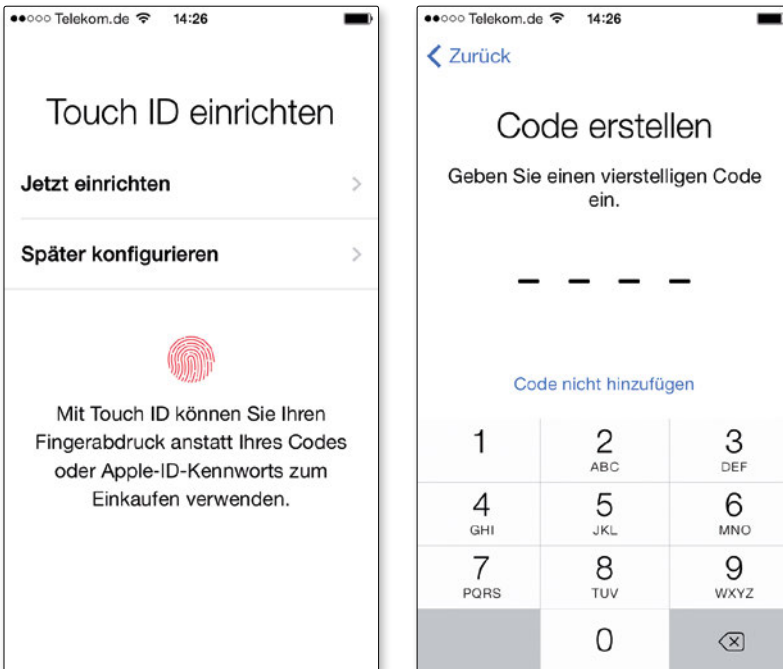 Telekom.de 14:26
Touch ID einrichten
Jetzt einrichten
Später konfigurieren
Mit Touch ID können Sie Ihren
Fingerabdruck anstatt Ihres Codes
oder Apple-ID-Kennworts zum
Einkaufen verwenden.
Telekom.de 14:26
Zurück
Code erstellen
Geben Sie einen vierstelligen Code
ein.
Code nicht hinzufügen
1 2 3
ABC DEF
4 5 6
GHI JKL MNO
7 8 9
PQRS TUV WXYZ
0